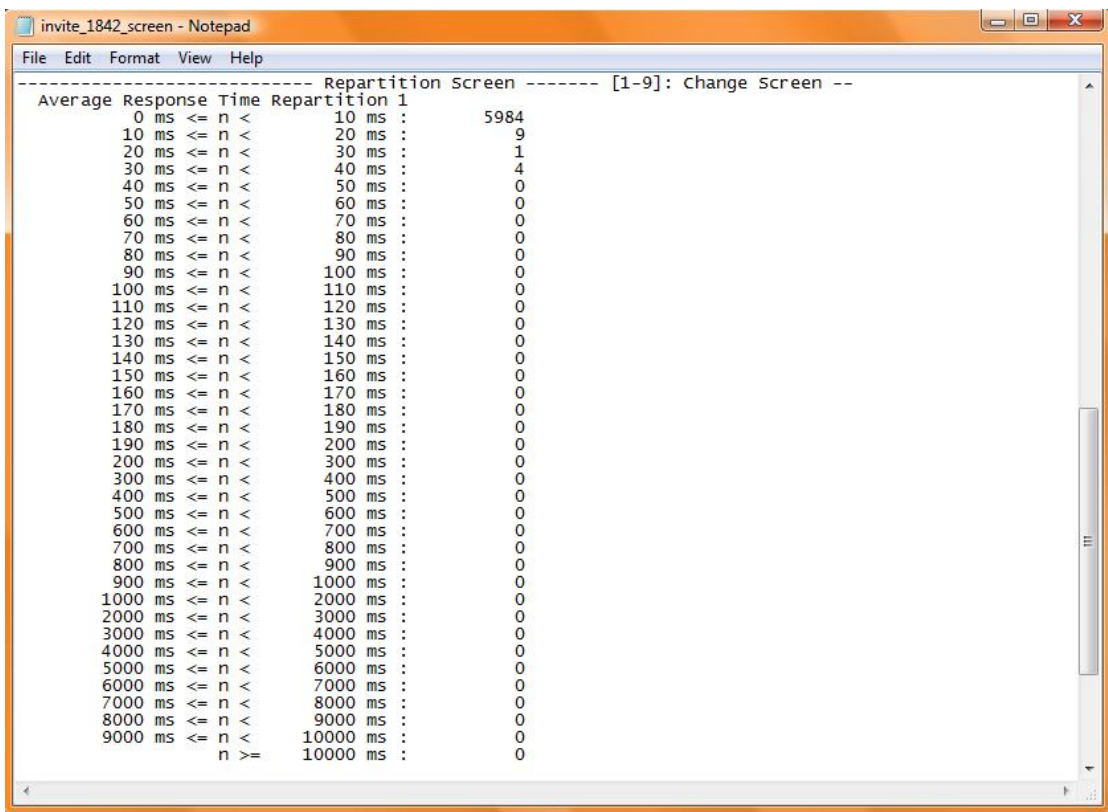 invite_1842_screen - Notepad
File Edit Format View Help
---------------------------- Repartition Screen ------- [1-9]: Change Screen --
Average Response Time Repartition 1
0 ms <= n < 10 ms : 5984
10 ms <= n < 20 ms : 9
20 ms <= n < 30 ms : 1
30 ms <= n < 40 ms : 4
40 ms <= n < 50 ms : 0
50 ms <= n < 60 ms : 0
60 ms <= n < 70 ms : 0
70 ms <= n < 80 ms : 0
80 ms <= n < 90 ms : 0
90 ms <= n < 100 ms : 0
100 ms <= n < 110 ms : 0
110 ms <= n < 120 ms : 0
120 ms <= n < 130 ms : 0
130 ms <= n < 140 ms : 0
140 ms <= n < 150 ms : 0
150 ms <= n < 160 ms : 0
160 ms <= n < 170 ms : 0
170 ms <= n < 180 ms : 0
180 ms <= n < 190 ms : 0
190 ms <= n < 200 ms : 0
200 ms <= n < 300 ms : 0
300 ms <= n < 400 ms : 0
400 ms <= n < 500 ms : 0
500 ms <= n < 600 ms : 0
600 ms <= n < 700 ms : 0
700 ms <= n < 800 ms : 0
800 ms <= n < 900 ms : 0
900 ms <= n < 1000 ms : 0
1000 ms <= n < 2000 ms : 0
2000 ms <= n < 3000 ms : 0
3000 ms <= n < 4000 ms : 0
4000 ms <= n < 5000 ms : 0
5000 ms <= n < 6000 ms : 0
6000 ms <= n < 7000 ms : 0
7000 ms <= n < 8000 ms : 0
8000 ms <= n < 9000 ms : 0
9000 ms <= n < 10000 ms : 0
n >= 10000 ms : 0